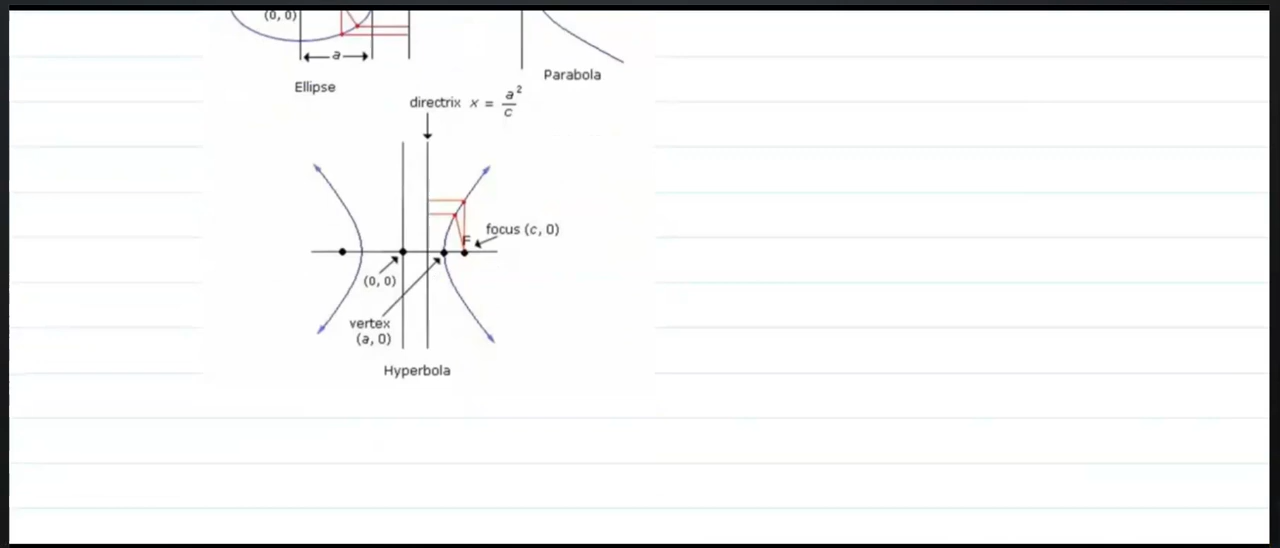 (0, 0)
a
Ellipse
Parabola
directrix x = a²/c
focus (c, 0)
F
(0, 0)
vertex
(a, 0)
Hyperbola